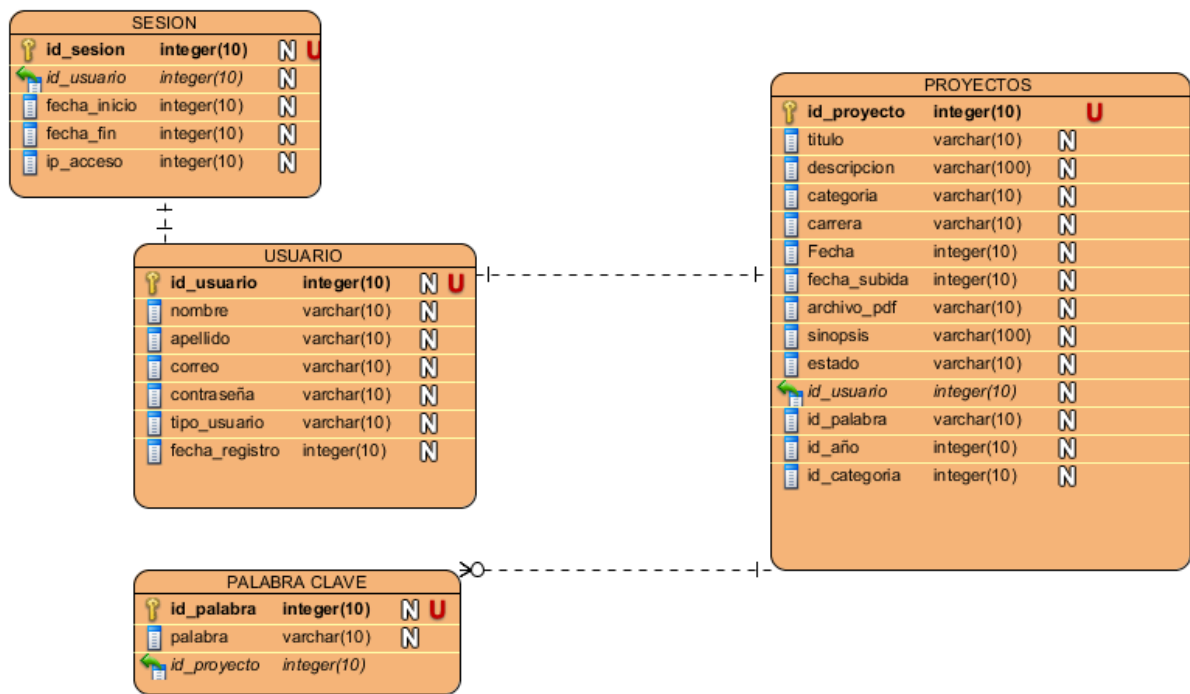 SESION
id_sesion integer(10) N U
id_usuario integer(10) N
fecha_inicio integer(10) N
fecha_fin integer(10) N
ip_acceso integer(10) N
USUARIO
id_usuario integer(10) N U
nombre varchar(10) N
apellido varchar(10) N
correo varchar(10) N
contraseña varchar(10) N
tipo_usuario varchar(10) N
fecha_registro integer(10) N
PROYECTOS
id_proyecto integer(10) U
titulo varchar(10) N
descripcion varchar(100) N
categoria varchar(10) N
carrera varchar(10) N
Fecha integer(10) N
fecha_subida integer(10) N
archivo_pdf varchar(10) N
sinopsis varchar(100) N
estado varchar(10) N
id_usuario integer(10) N
id_palabra varchar(10) N
id_año integer(10) N
id_categoria integer(10) N
PALABRA CLAVE
id_palabra integer(10) N U
palabra varchar(10) N
id_proyecto integer(10)